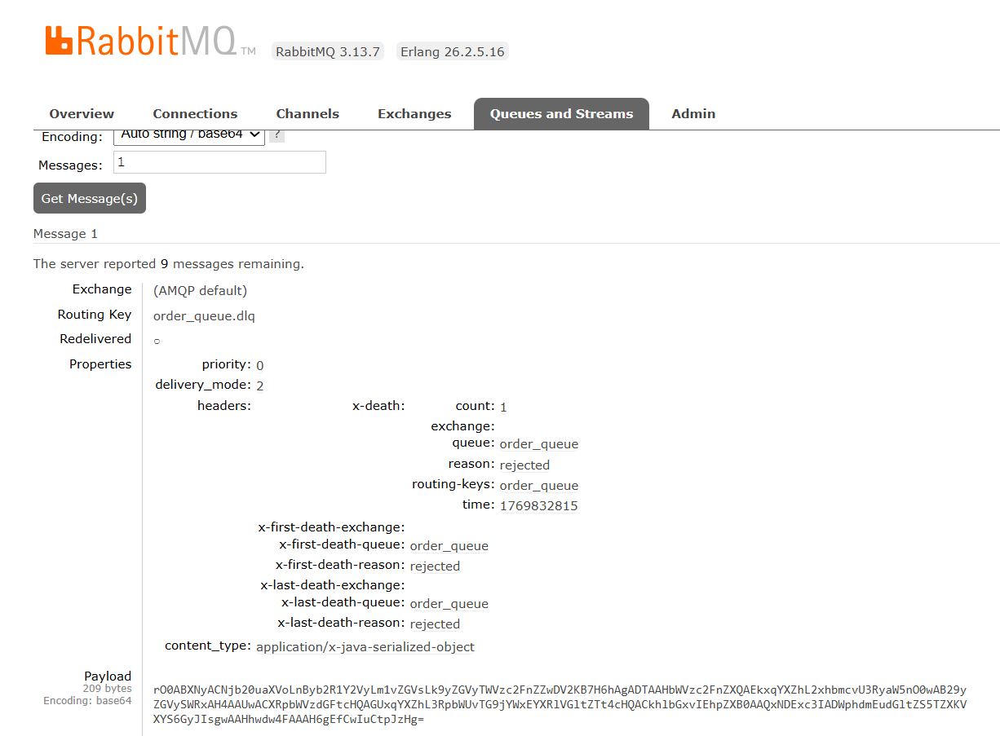 RabbitMQ TM RabbitMQ 3.13.7 Erlang 26.2.5.16
Overview Connections Channels Exchanges Queues and Streams Admin
Encoding: Auto string / base64 ?
Messages: 1
Get Message(s)
Message 1
The server reported 9 messages remaining.
Exchange (AMQP default)
Routing Key order_queue.dlq
Redelivered ○
Properties priority: 0
delivery_mode: 2
headers: x-death: count: 1
exchange:
queue: order_queue
reason: rejected
routing-keys: order_queue
time: 1769832815
x-first-death-exchange:
x-first-death-queue: order_queue
x-first-death-reason: rejected
x-last-death-exchange:
x-last-death-queue: order_queue
x-last-death-reason: rejected
content_type: application/x-java-serialized-object
Payload
209 bytes
Encoding: base64
rO0ABXNyACNjb20uaXVoLnByb2R1Y2VyLm1vZGVsLk9yZGVyTWVzc2FnZZwDV2KB7H6hAgADTAAHbWVzc2FnZXQAEkxqYXZhL2xhbmcvU3RyaW5nO0wAB29y
ZGVySWRxAH4AAUwACXRpbWVzdGFtcHQAGUxqYXZhL3RpbWUvTG9jYWxEYXRlVGltZTt4cHQACkhlbGxvIEhpZXB0AAQxNDExc3IADWphdmEudGltZS5TZXKV
XYS6GyJIsgwAAHhwdw4FAAAH6gEfCwIuCtpJzHg=